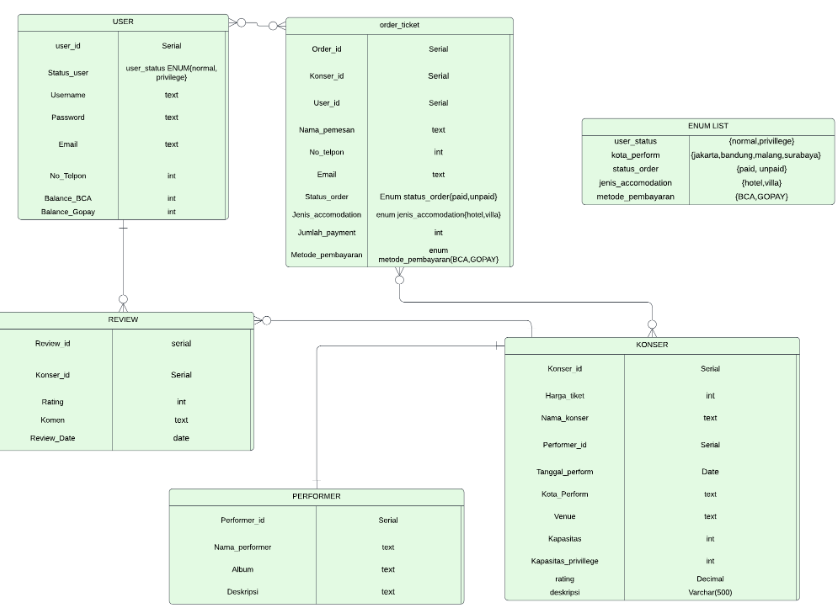 USER
user_id Serial
Status_user user_status ENUM{normal,
privilege}
Username text
Password text
Email text
No_Telpon int
Balance_BCA int
Balance_Gopay int
order_ticket
Order_id Serial
Konser_id Serial
User_id Serial
Nama_pemesan text
No_telpon int
Email text
Status_order Enum status_order{paid,unpaid}
Jenis_accomodation enum jenis_accomodation{hotel,villa}
Jumlah_payment int
Metode_pembayaran enum
metode_pembayaran{BCA,GOPAY}
ENUM LIST
user_status {normal,privillege}
kota_perform {jakarta,bandung,malang,surabaya}
status_order {paid, unpaid}
jenis_accomodation {hotel,villa}
metode_pembayaran {BCA,GOPAY}
REVIEW
Review_id serial
Konser_id Serial
Rating int
Komen text
Review_Date date
KONSER
Konser_id Serial
Harga_tiket int
Nama_konser text
Performer_id Serial
Tanggal_perform Date
Kota_Perform text
Venue text
Kapasitas int
Kapasitas_privillege int
rating Decimal
deskripsi Varchar(500)
PERFORMER
Performer_id Serial
Nama_performer text
Album text
Deskripsi text